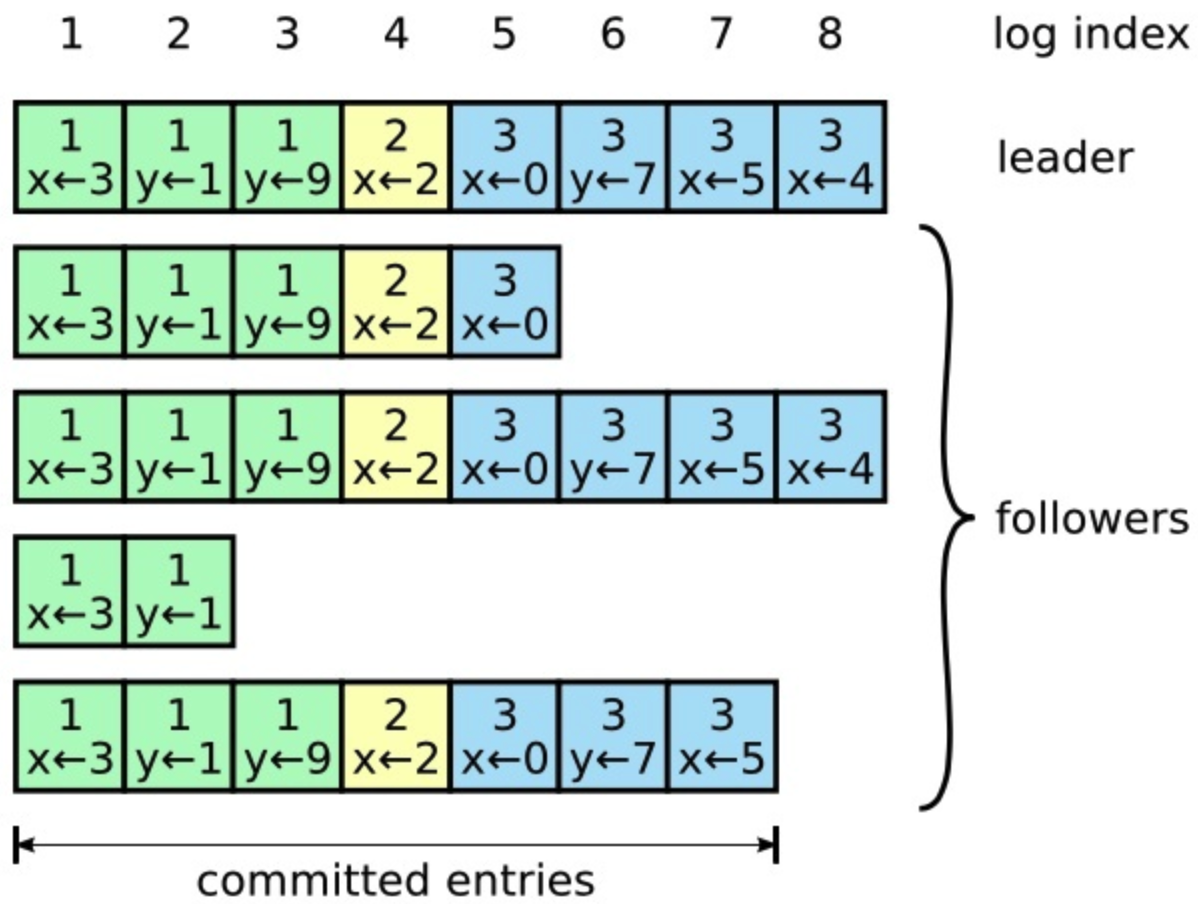 1 2 3 4 5 6 7 8 log index
1 1 1 2 3 3 3 3
x←3 y←1 y←9 x←2 x←0 y←7 x←5 x←4
leader
1 1 1 2 3
x←3 y←1 y←9 x←2 x←0
1 1 1 2 3 3 3 3
x←3 y←1 y←9 x←2 x←0 y←7 x←5 x←4
followers
1 1
x←3 y←1
1 1 1 2 3 3 3
x←3 y←1 y←9 x←2 x←0 y←7 x←5
committed entries